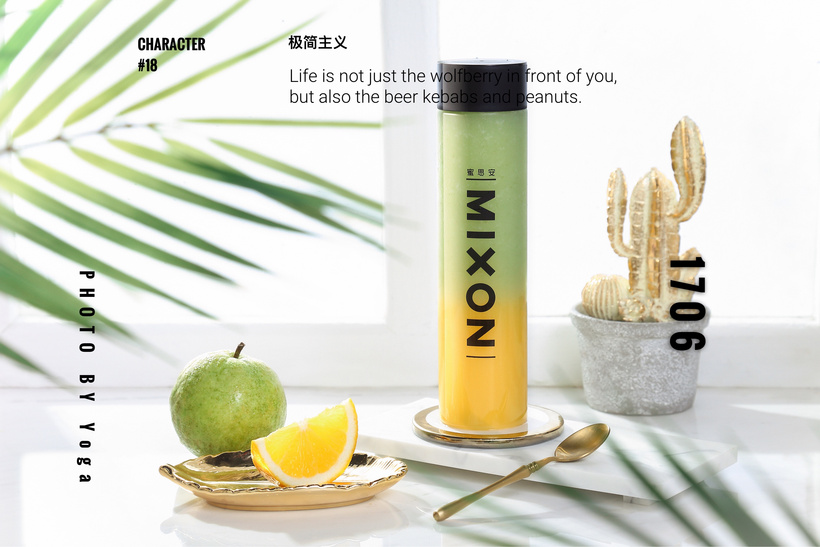 CHARACTER
#18
极简主义
Life is not just the wolfberry in front of you,
but also the beer kebabs and peanuts.
蜜思安
MIXON
1706
PHOTO BY Yoga